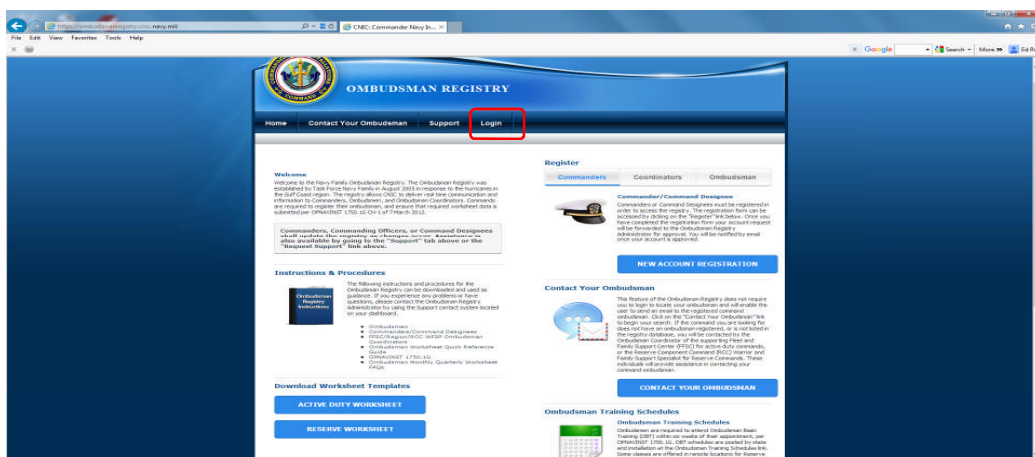 https://ombudsmanregistry.cnic.navy.mil/
CNIC: Commander Navy In...
File Edit View Favorites Tools Help
Google
Search
More >>
OMBUDSMAN REGISTRY
Home Contact Your Ombudsman Support Login
Welcome
Welcome to the Navy Family Ombudsman Registry. The Ombudsman Registry was
established by Task Force Navy Family in August 2005 in response to the hurricanes in
the Gulf Coast region. The registry allows CNIC to deliver real time communication and
information to Commanders, Ombudsmen, and Ombudsman Coordinators. Commands
are required to register their ombudsman, and ensure that required worksheet data is
submitted per OPNAVINST 1750.1G CH-1 of 7 March 2012.
Commanders, Commanding Officers, or Command Designees
shall update the registry as changes occur. Assistance is
also available by going to the "Support" tab above or the
"Request Support" link above.
Instructions & Procedures
Ombudsman
Registry
Instructions
The following instructions and procedures for the
Ombudsman Registry can be downloaded and used as
guidance. If you experience any problems or have
questions, please contact the Ombudsman Registry
Administrator by using the Support contact system located
on your dashboard.
Ombudsmen
Commanders/Command Designees
FFSC/Region/RCC WFSP Ombudsman
Coordinators
Ombudsman Worksheet Quick Reference
Guide
OPNAVINST 1750.1G
Ombudsman Monthly Quarterly Worksheet
FAQs
Download Worksheet Templates
ACTIVE DUTY WORKSHEET
RESERVE WORKSHEET
Register
Commanders Coordinators Ombudsman
Commander/Command Designees
Commanders or Command Designees must be registered in
order to access the registry. The registration form can be
accessed by clicking on the "Register" link below. Once you
have completed the registration form your account request
will be forwarded to the Ombudsman Registry
Administrator for approval. You will be notified by email
once your account is approved.
NEW ACCOUNT REGISTRATION
Contact Your Ombudsman
This feature of the Ombudsman Registry does not require
you to login to locate your ombudsman and will enable the
user to send an email to the registered command
ombudsman. Click on the "Contact Your Ombudsman" link
to begin your search. If the command you are looking for
does not have an ombudsman registered, or is not listed in
the registry database, you will be contacted by the
Ombudsman Coordinator of the supporting Fleet and
Family Support Center (FFSC) for active duty commands,
or the Reserve Component Command (RCC) Warrior and
Family Support Specialist for Reserve Commands. These
individuals will provide assistance in contacting your
command ombudsman.
CONTACT YOUR OMBUDSMAN
Ombudsman Training Schedules
Ombudsman Training Schedules
Ombudsmen are required to attend Ombudsman Basic
Training (OBT) within six weeks of their appointment, per
OPNAVINST 1750.1G. OBT schedules are posted by state
and installation at the Ombudsman Training Schedules link.
Some classes are offered in remote locations for Reserve